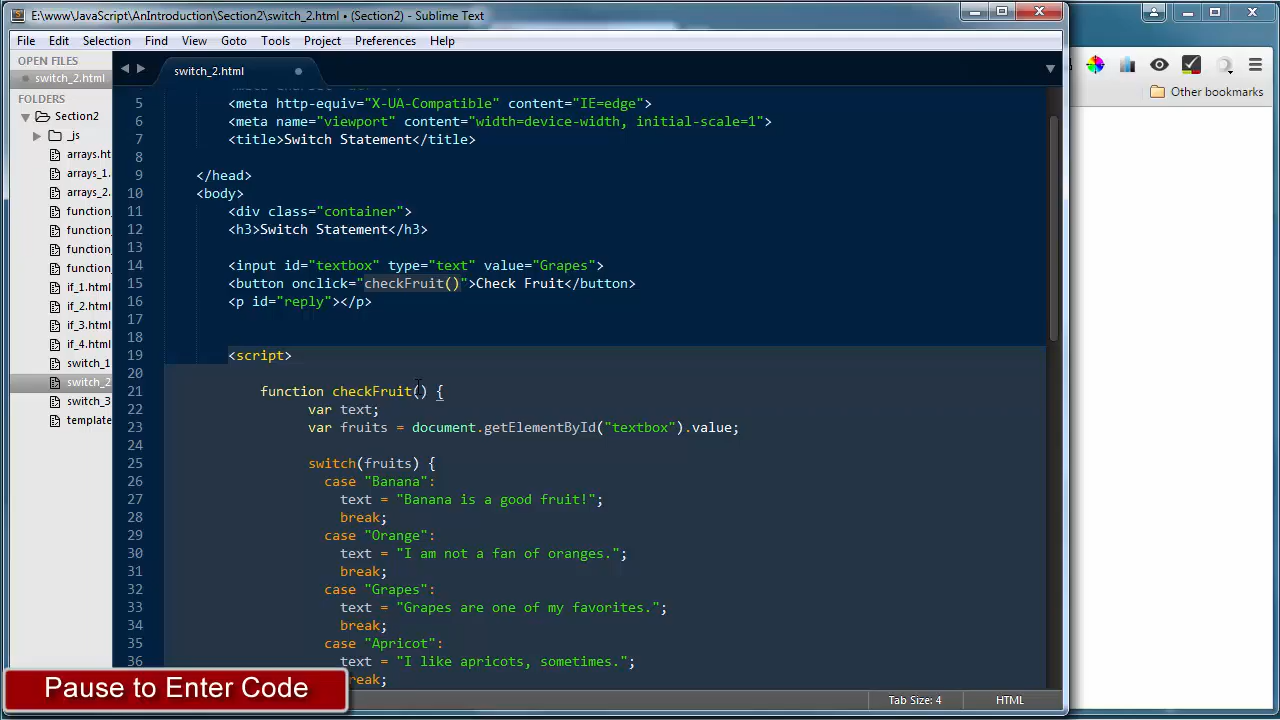 E:\www\JavaScript\AnIntroduction\Section2\switch_2.html • (Section2) - Sublime Text
File Edit Selection Find View Goto Tools Project Preferences Help
OPEN FILES
switch_2.html
FOLDERS
Section2
_js
arrays.ht
arrays_1.
arrays_2.
function_
function_
function_
function_
if_1.html
if_2.html
if_3.html
if_4.html
switch_1
switch_2
switch_3
template
switch_2.html
5 <meta http-equiv="X-UA-Compatible" content="IE=edge">
6 <meta name="viewport" content="width=device-width, initial-scale=1">
7 <title>Switch Statement</title>
8
9 </head>
10 <body>
11 <div class="container">
12 <h3>Switch Statement</h3>
13
14 <input id="textbox" type="text" value="Grapes">
15 <button onclick="checkFruit()">Check Fruit</button>
16 <p id="reply"></p>
17
18
19 <script>
20
21 function checkFruit() {
22 var text;
23 var fruits = document.getElementById("textbox").value;
24
25 switch(fruits) {
26 case "Banana":
27 text = "Banana is a good fruit!";
28 break;
29 case "Orange":
30 text = "I am not a fan of oranges.";
31 break;
32 case "Grapes":
33 text = "Grapes are one of my favorites.";
34 break;
35 case "Apricot":
36 text = "I like apricots, sometimes.";
eak;
Pause to Enter Code
Tab Size: 4 HTML
Other bookmarks